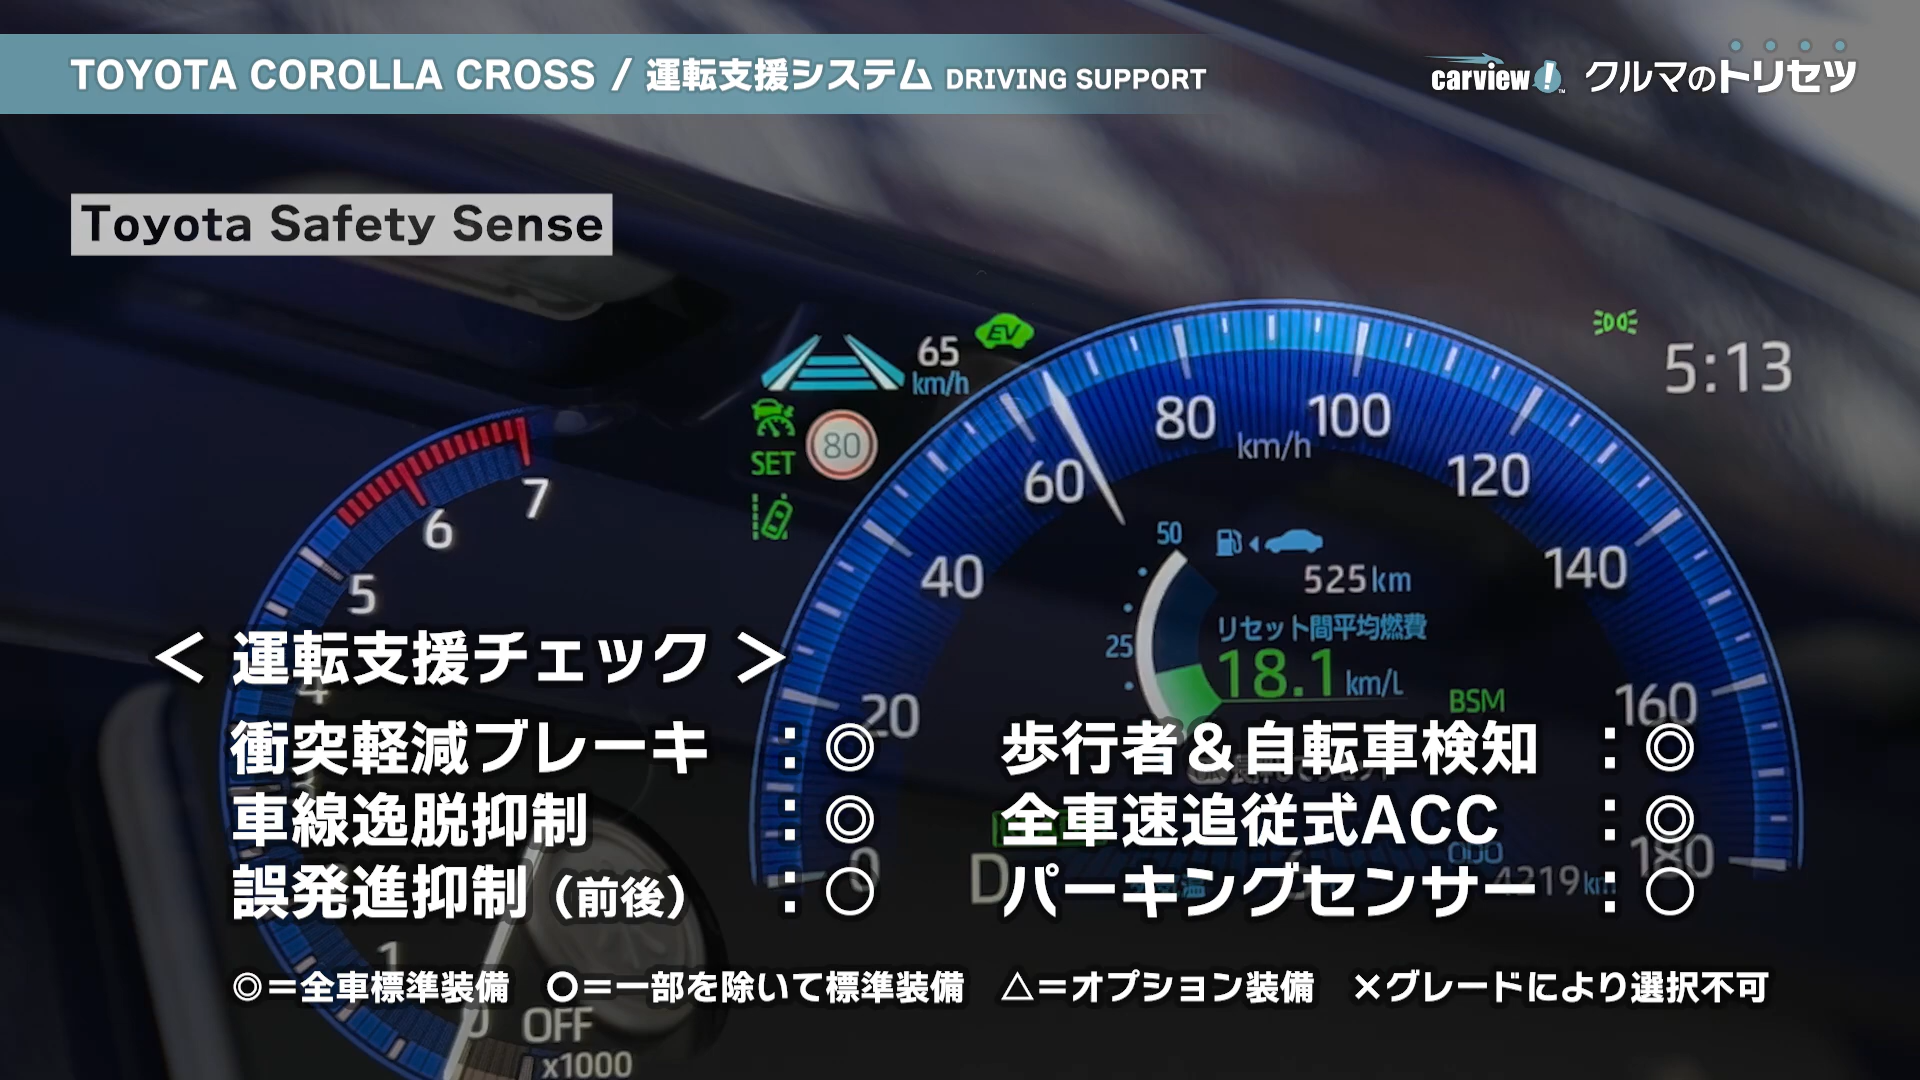 TOYOTA COROLLA CROSS / 運転支援システム DRIVING SUPPORT
carview! クルマのトリセツ
Toyota Safety Sense
65 km/h
EV
5:13
80
SET
80 100
km/h
60
120
7
6
5
40
140
50
525km
リセット間平均燃費
25
18.1km/L
BSM
20
160
＜ 運転支援チェック ＞
4
衝突軽減ブレーキ ：◎
歩行者＆自転車検知 ：◎
車線逸脱抑制 ：◎
全車速追従式ACC ：◎
誤発進抑制（前後） ：○
パーキングセンサー ：○
0
D
ODO
4219km
180
1
◎＝全車標準装備 ○＝一部を除いて標準装備 △＝オプション装備 ×グレードにより選択不可
0 OFF
x1000